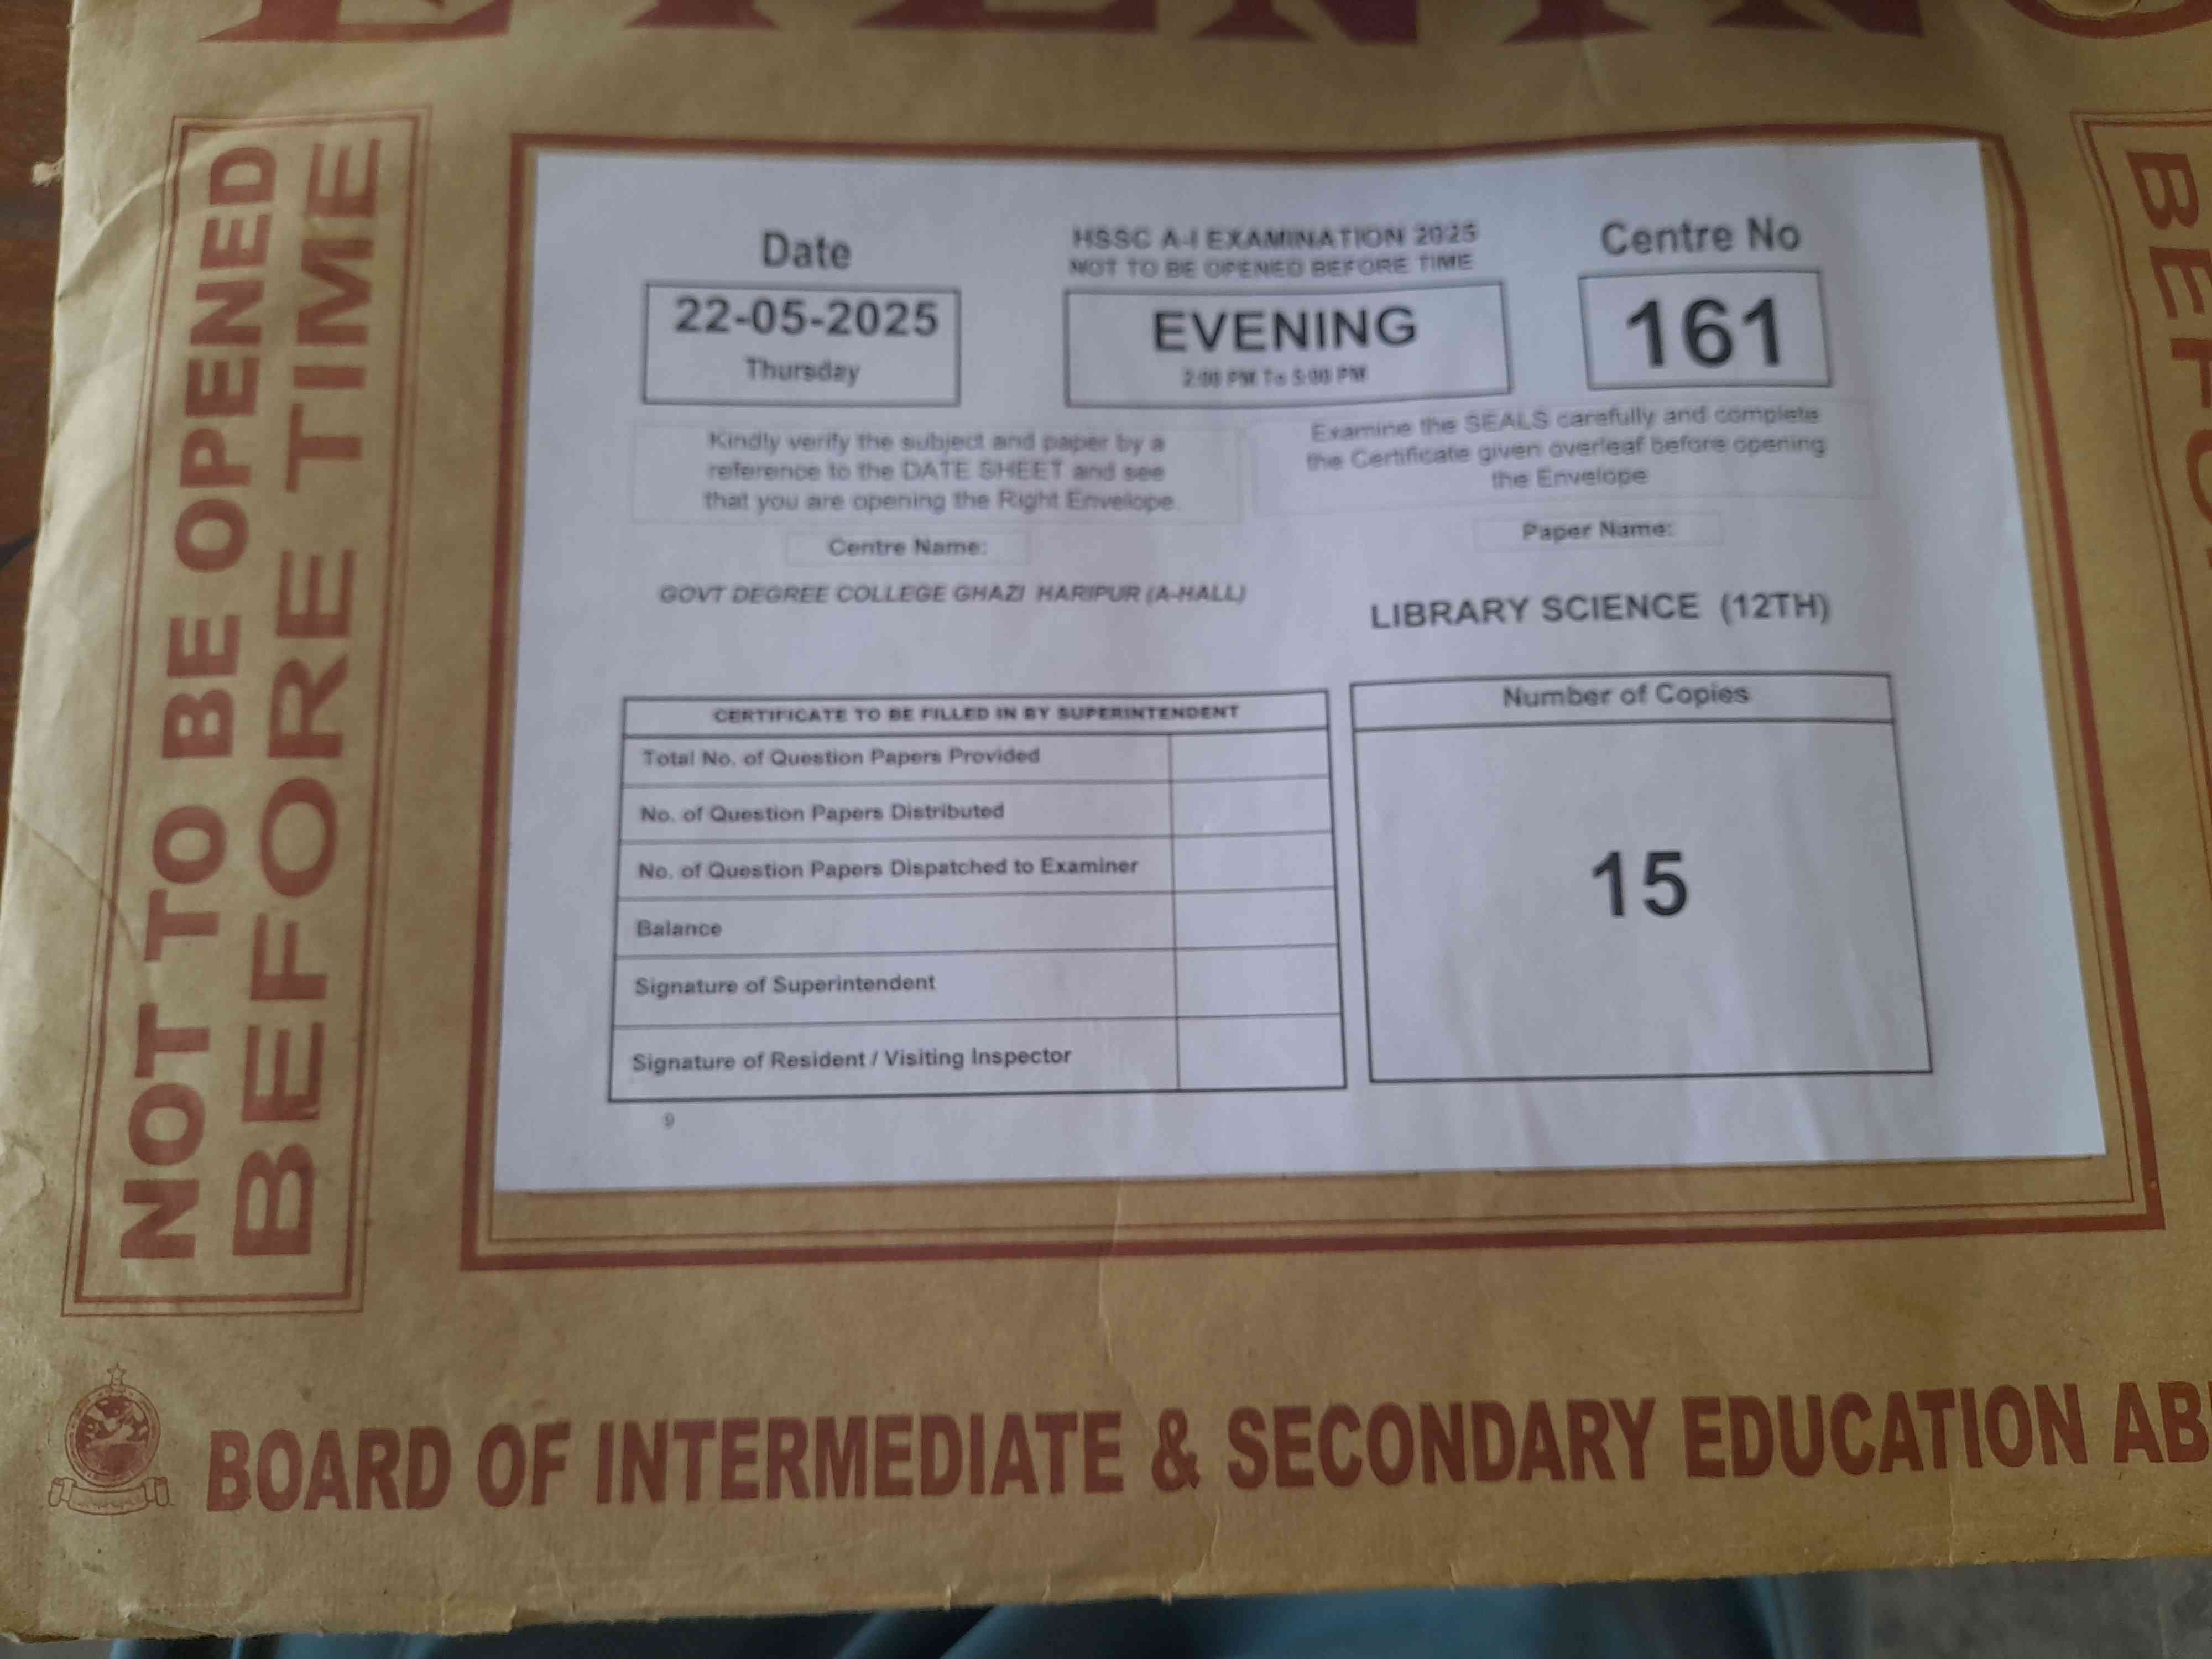 EVENING
NOT TO BE OPENED
BEFORE TIME
Date
22-05-2025
Thursday
HSSC A-I EXAMINATION 2025
NOT TO BE OPENED BEFORE TIME
EVENING
2:00 PM To 5:00 PM
Centre No
161
Kindly verify the subject and paper by a
reference to the DATE SHEET and see
that you are opening the Right Envelope
Examine the SEALS carefully and complete
the Certificate given overleaf before opening
the Envelope
Centre Name:
GOVT DEGREE COLLEGE GHAZI HARIPUR (A-HALL)
Paper Name:
LIBRARY SCIENCE (12TH)
CERTIFICATE TO BE FILLED IN BY SUPERINTENDENT
Total No. of Question Papers Provided
No. of Question Papers Distributed
No. of Question Papers Dispatched to Examiner
Balance
Signature of Superintendent
Signature of Resident / Visiting Inspector
Number of Copies
15
9
BEFO
BOARD OF INTERMEDIATE & SECONDARY EDUCATION AB